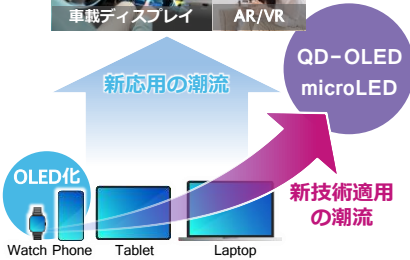 車載ディスプレイ AR/VR
QD-OLED
microLED
新応用の潮流
OLED化
新技術適用
の潮流
Watch Phone Tablet Laptop